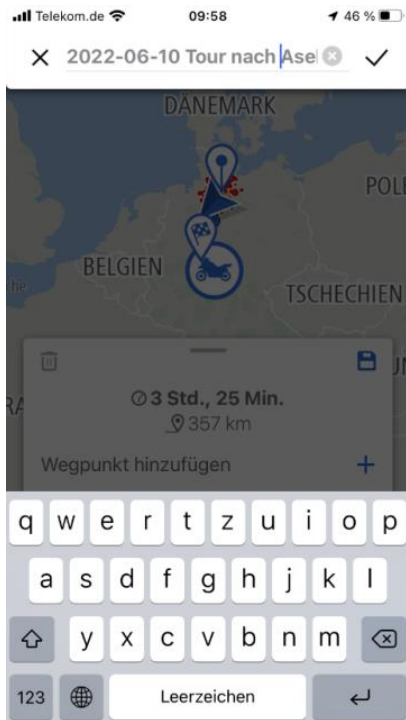 Telekom.de 09:58 46 %
2022-06-10 Tour nach Ase
DÄNEMARK
POL
BELGIEN
TSCHECHIEN
3 Std., 25 Min.
357 km
Wegpunkt hinzufügen
q w e r t z u i o p
a s d f g h j k l
y x c v b n m
123 Leerzeichen